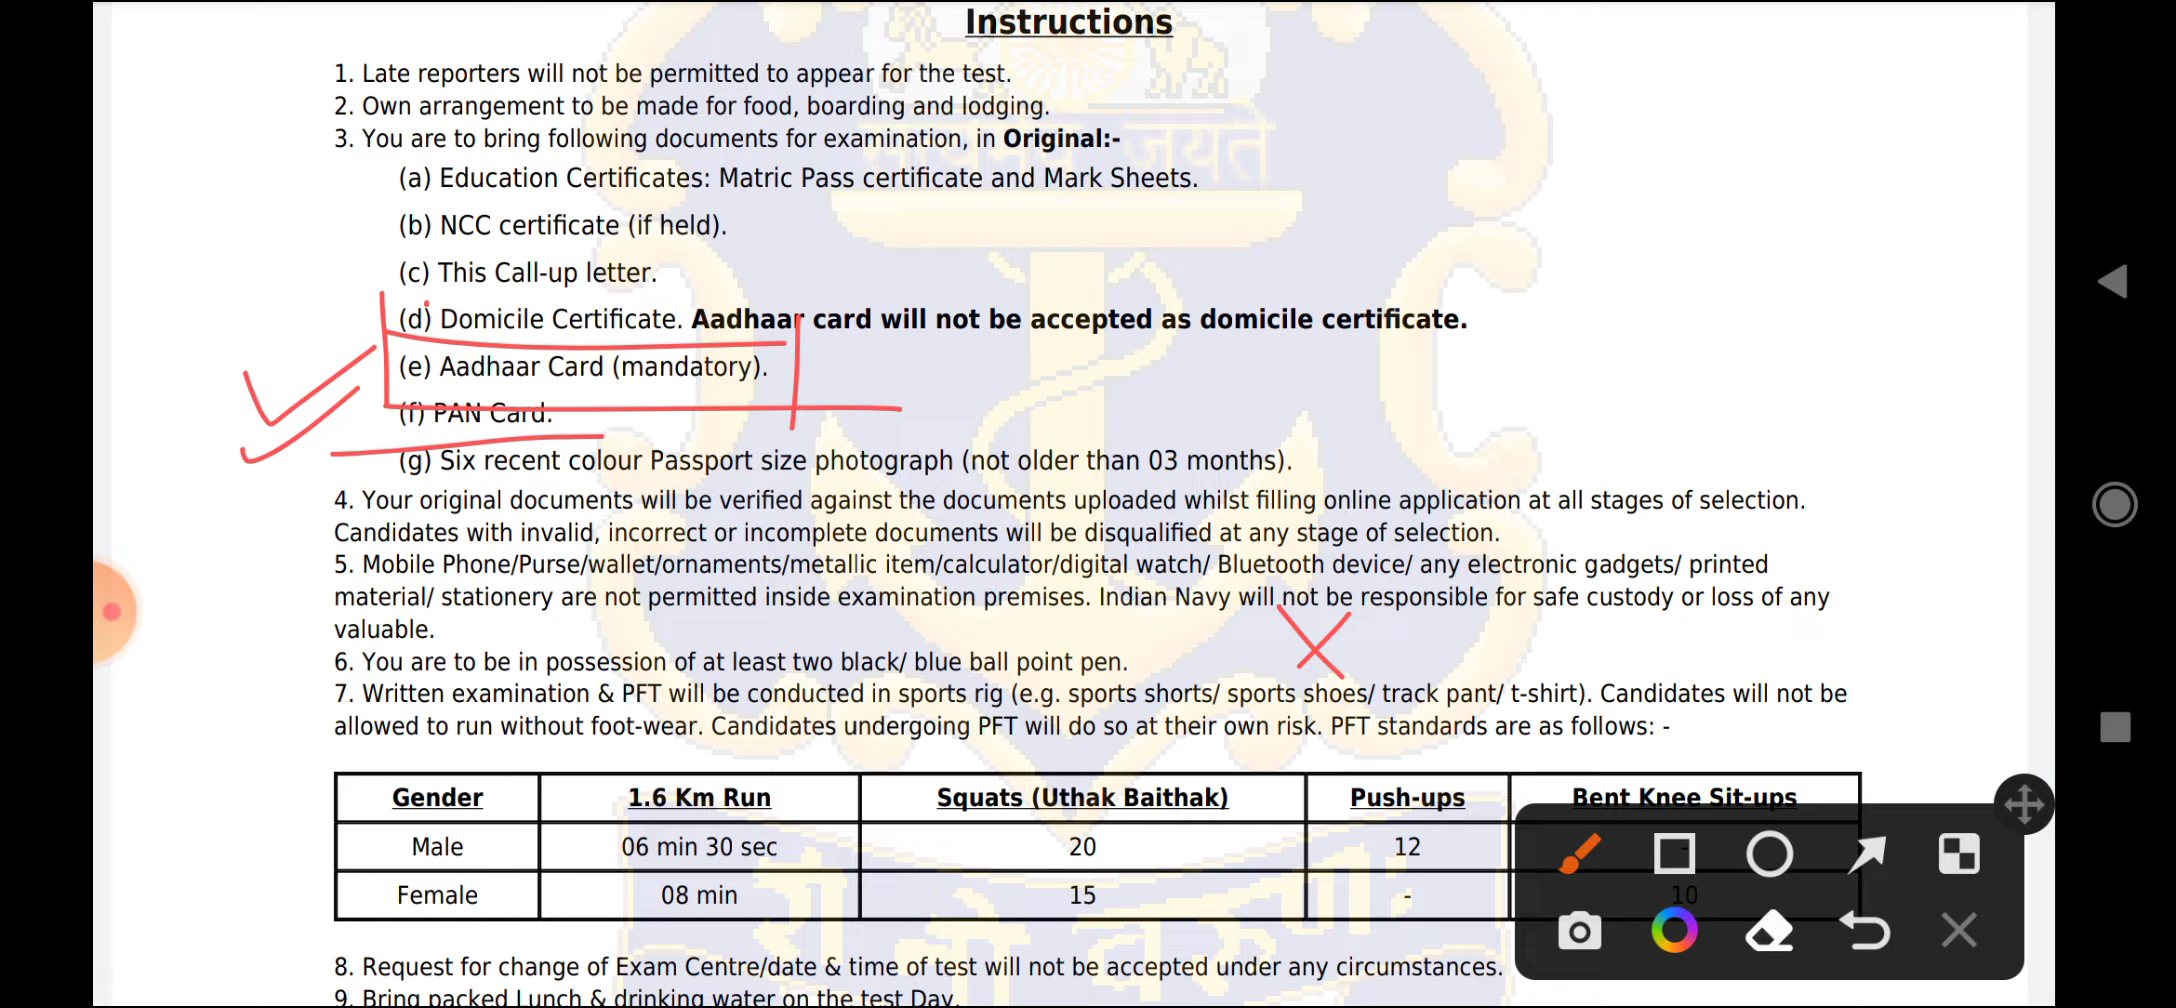 Instructions
1. Late reporters will not be permitted to appear for the test.
2. Own arrangement to be made for food, boarding and lodging.
3. You are to bring following documents for examination, in Original:-
सत्यमेव जयते
(a) Education Certificates: Matric Pass certificate and Mark Sheets.
(b) NCC certificate (if held).
(c) This Call-up letter.
(d) Domicile Certificate. Aadhaar card will not be accepted as domicile certificate.
(e) Aadhaar Card (mandatory).
(f) PAN Card.
(g) Six recent colour Passport size photograph (not older than 03 months).
4. Your original documents will be verified against the documents uploaded whilst filling online application at all stages of selection.
Candidates with invalid, incorrect or incomplete documents will be disqualified at any stage of selection.
5. Mobile Phone/Purse/wallet/ornaments/metallic item/calculator/digital watch/ Bluetooth device/ any electronic gadgets/ printed
material/ stationery are not permitted inside examination premises. Indian Navy will not be responsible for safe custody or loss of any
valuable.
6. You are to be in possession of at least two black/ blue ball point pen.
7. Written examination & PFT will be conducted in sports rig (e.g. sports shorts/ sports shoes/ track pant/ t-shirt). Candidates will not be
allowed to run without foot-wear. Candidates undergoing PFT will do so at their own risk. PFT standards are as follows: -
Gender 1.6 Km Run Squats (Uthak Baithak) Push-ups Bent Knee Sit-ups
Male 06 min 30 sec 20 12 -
Female 08 min 15 - 10
8. Request for change of Exam Centre/date & time of test will not be accepted under any circumstances.
9. Bring packed Lunch & drinking water on the test Day.